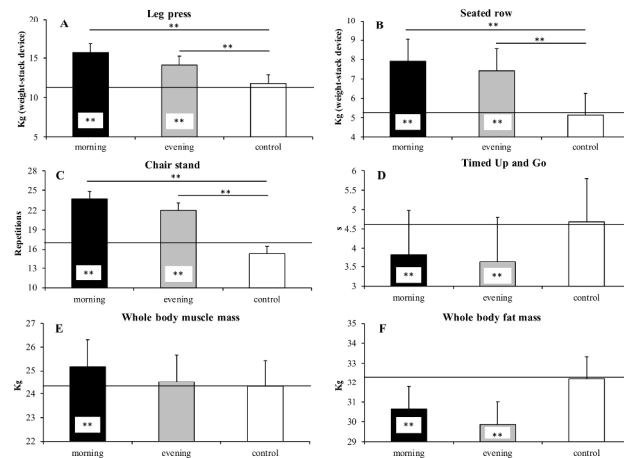 A
Leg press
Kg (weight-stack device)
20
15
10
5
**
**
**
**
morning
evening
control
B
Seated row
Kg (weight-stack device)
10
9
8
7
6
5
4
**
**
**
**
morning
evening
control
C
Chair stand
Repetitions
28
25
22
19
16
13
10
**
**
**
**
morning
evening
control
D
Timed Up and Go
s
6
5.5
5
4.5
4
3.5
3
**
**
morning
evening
control
E
Whole body muscle mass
Kg
27
26
25
24
23
22
**
morning
evening
control
F
Whole body fat mass
Kg
35
34
33
32
31
30
29
**
**
morning
evening
control